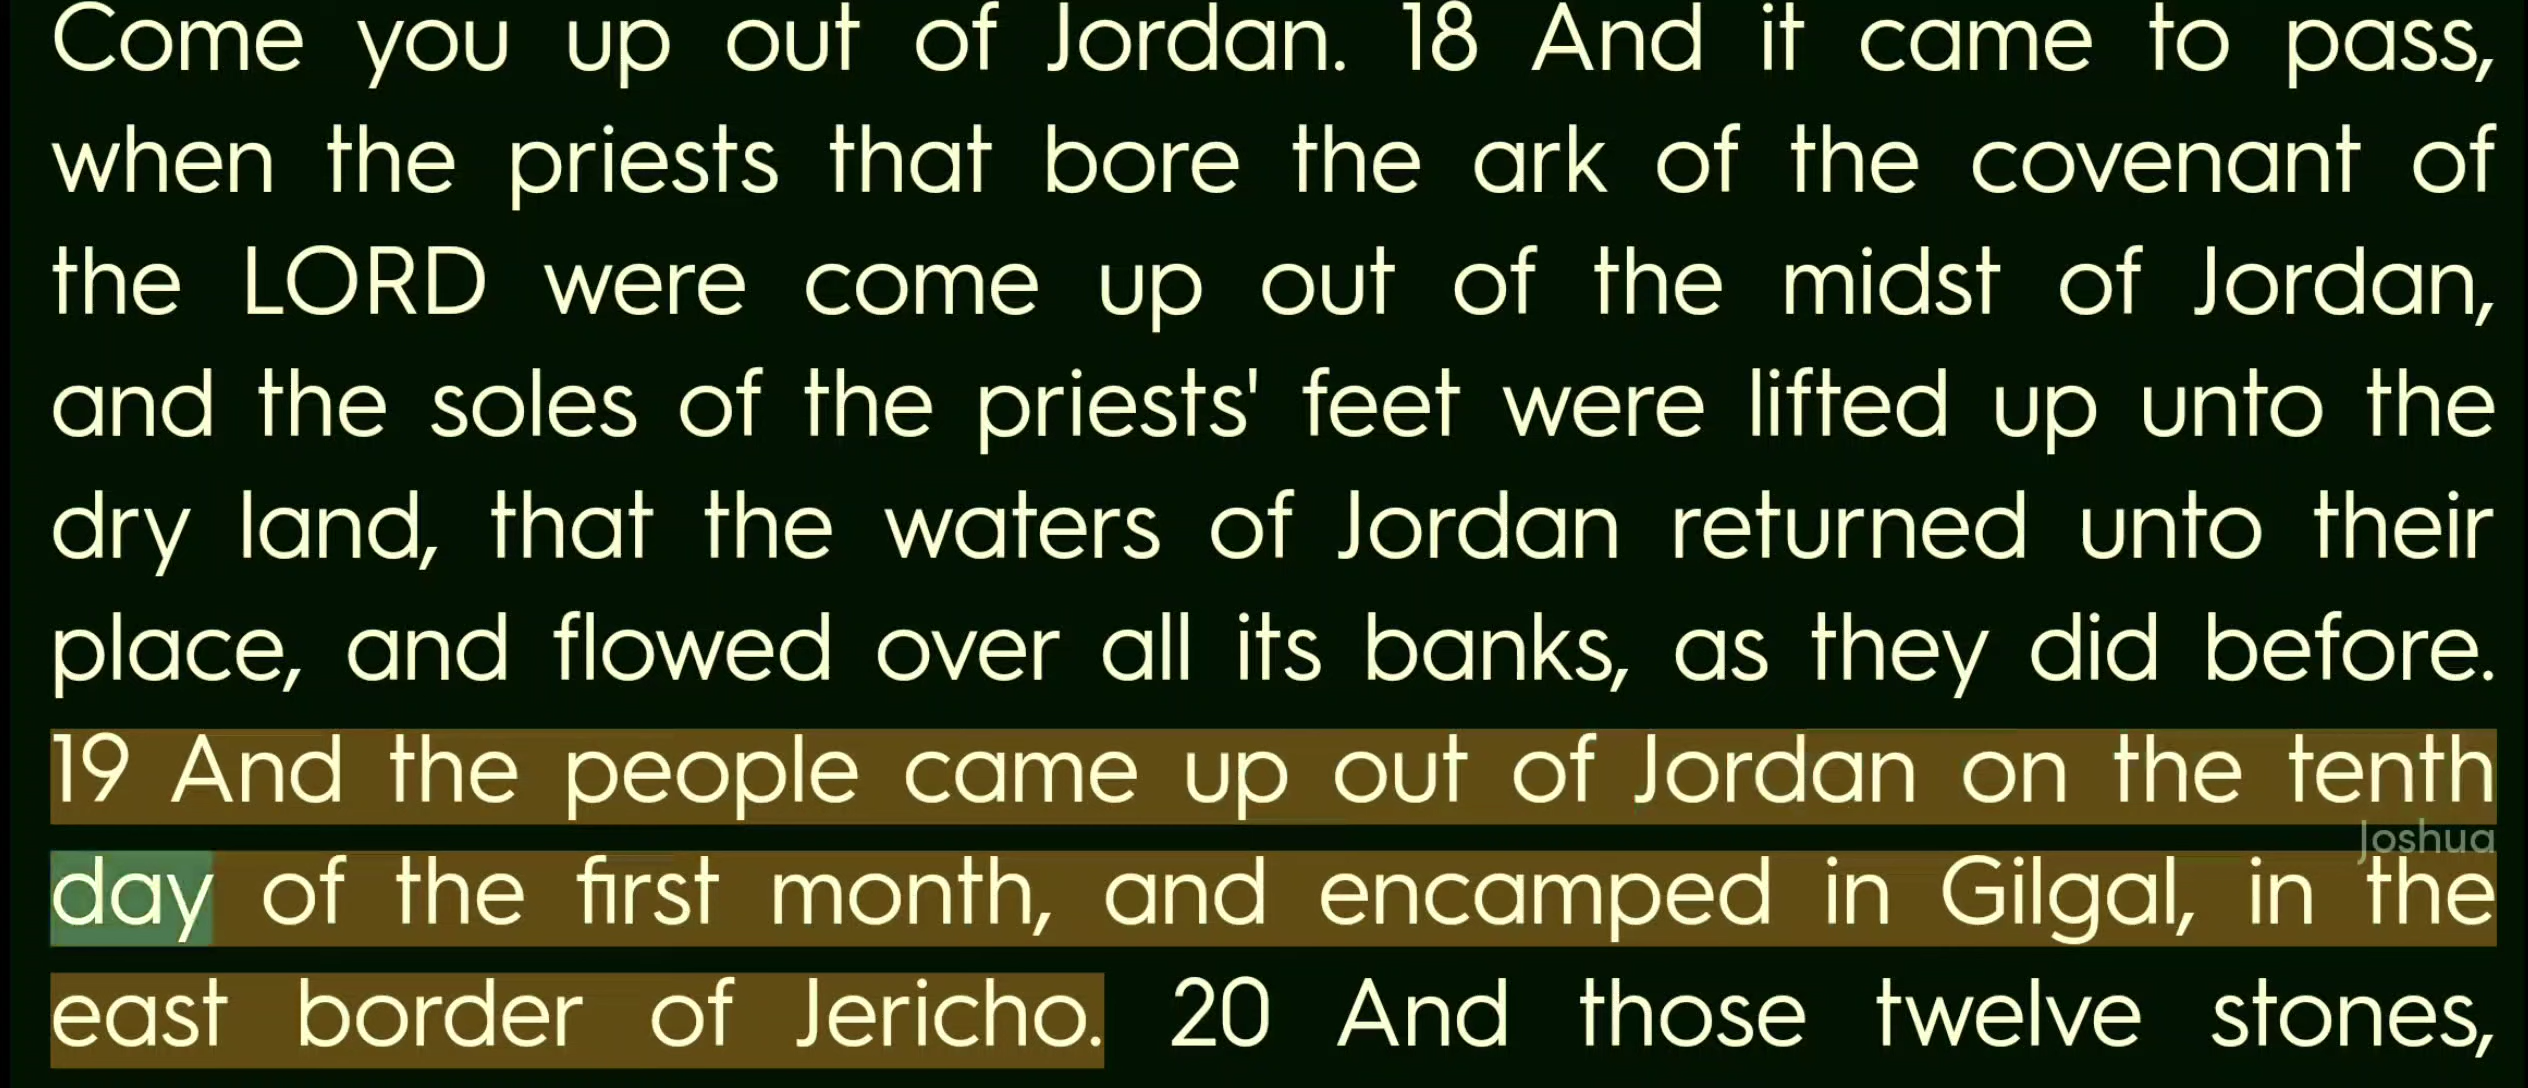 Come you up out of Jordan. 18 And it came to pass,
when the priests that bore the ark of the covenant of
the LORD were come up out of the midst of Jordan,
and the soles of the priests' feet were lifted up unto the
dry land, that the waters of Jordan returned unto their
place, and flowed over all its banks, as they did before.
19 And the people came up out of Jordan on the tenth
Joshua
day of the first month, and encamped in Gilgal, in the
east border of Jericho. 20 And those twelve stones,